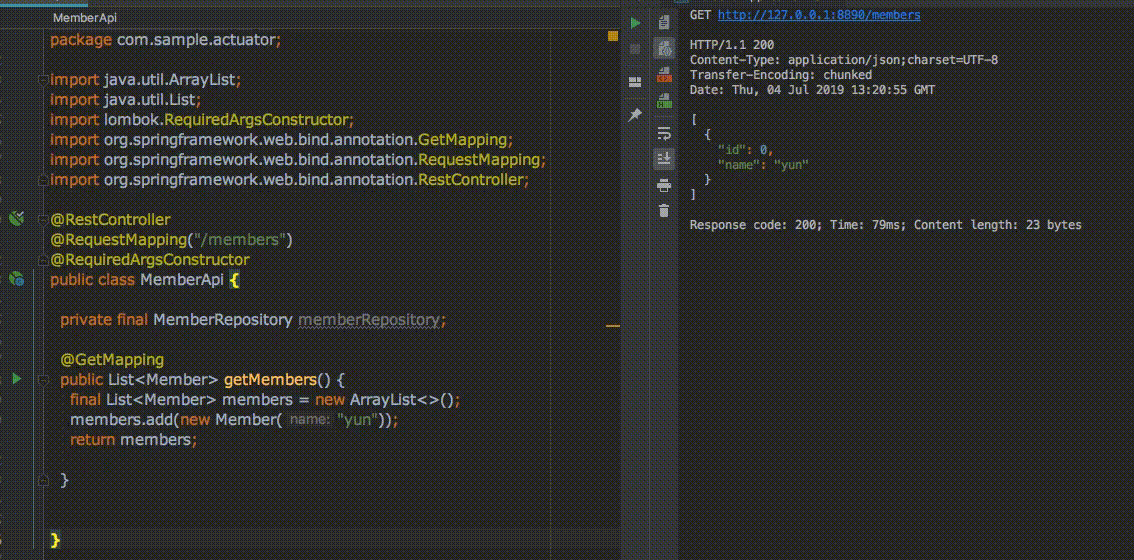 MemberApi
package com.sample.actuator;
import java.util.ArrayList;
import java.util.List;
import lombok.RequiredArgsConstructor;
import org.springframework.web.bind.annotation.GetMapping;
import org.springframework.web.bind.annotation.RequestMapping;
import org.springframework.web.bind.annotation.RestController;
@RestController
@RequestMapping("/members")
@RequiredArgsConstructor
public class MemberApi {
private final MemberRepository memberRepository;
@GetMapping
public List<Member> getMembers() {
final List<Member> members = new ArrayList<>();
members.add(new Member( name: "yun"));
return members;
}
}
GET http://127.0.0.1:8890/members
HTTP/1.1 200
Content-Type: application/json;charset=UTF-8
Transfer-Encoding: chunked
Date: Thu, 04 Jul 2019 13:20:55 GMT
[
{
"id": 0,
"name": "yun"
}
]
Response code: 200; Time: 79ms; Content length: 23 bytes